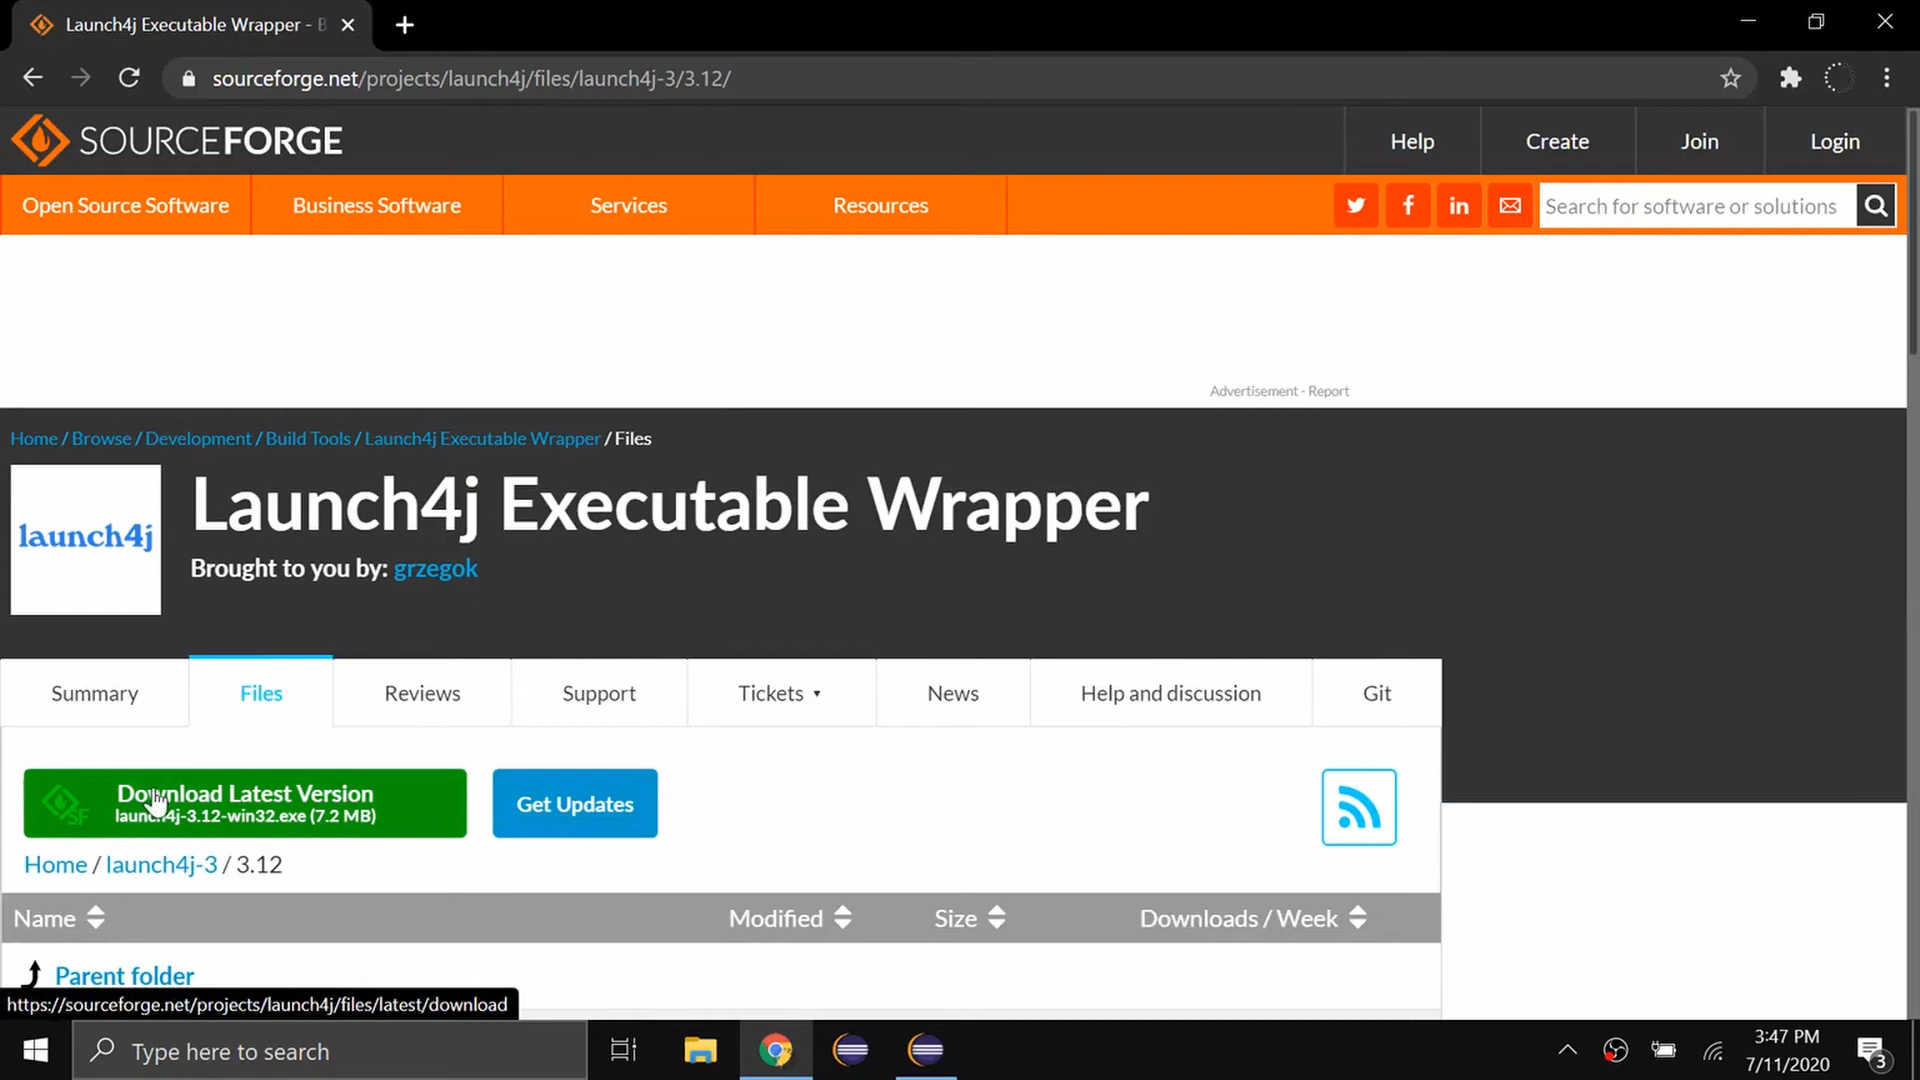 Launch4j Executable Wrapper - B
sourceforge.net/projects/launch4j/files/launch4j-3/3.12/
SOURCEFORGE
Help
Create
Join
Login
Open Source Software
Business Software
Services
Resources
Search for software or solutions
Advertisement - Report
Home / Browse / Development / Build Tools / Launch4j Executable Wrapper / Files
launch4j
Launch4j Executable Wrapper
Brought to you by: grzegok
Summary
Files
Reviews
Support
Tickets
News
Help and discussion
Git
Download Latest Version
launch4j-3.12-win32.exe (7.2 MB)
SF
Get Updates
Home / launch4j-3 / 3.12
Name
Modified
Size
Downloads / Week
Parent folder
https://sourceforge.net/projects/launch4j/files/latest/download
Type here to search
3:47 PM
7/11/2020
3